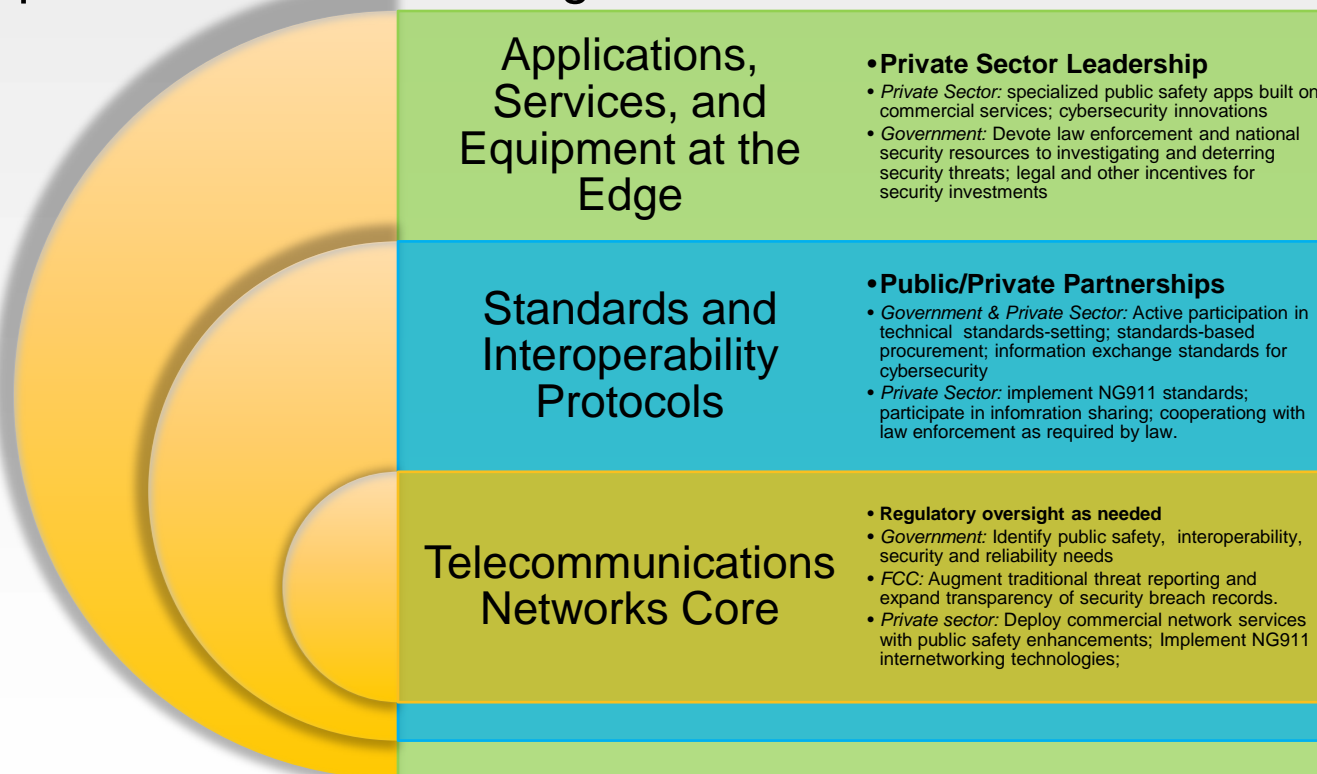 Applications,
Services, and
Equipment at the
Edge
•Private Sector Leadership
• Private Sector: specialized public safety apps built on
commercial services; cybersecurity innovations
• Government: Devote law enforcement and national
security resources to investigating and deterring
security threats; legal and other incentives for
security investments
Standards and
Interoperability
Protocols
•Public/Private Partnerships
• Government & Private Sector: Active participation in
technical standards-setting; standards-based
procurement; information exchange standards for
cybersecurity
• Private Sector: implement NG911 standards;
participate in infomration sharing; cooperationg with
law enforcement as required by law.
Telecommunications
Networks Core
• Regulatory oversight as needed
• Government: Identify public safety, interoperability,
security and reliability needs
• FCC: Augment traditional threat reporting and
expand transparency of security breach records.
• Private sector: Deploy commercial network services
with public safety enhancements; Implement NG911
internetworking technologies;